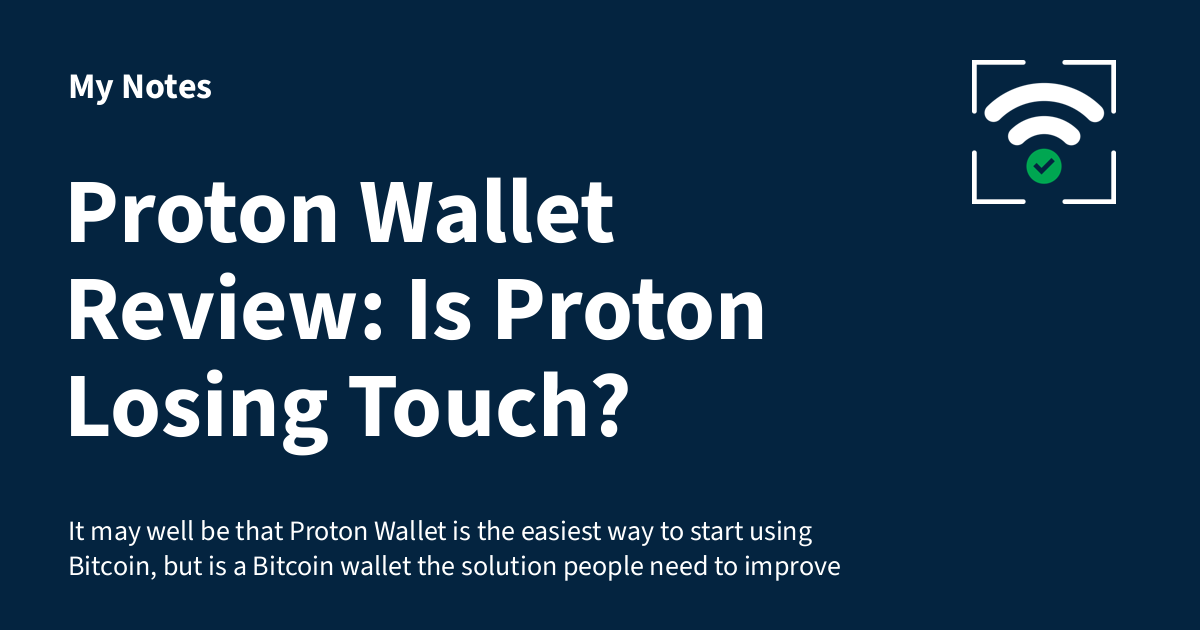 My Notes
Proton Wallet
Review: Is Proton
Losing Touch?
It may well be that Proton Wallet is the easiest way to start using
Bitcoin, but is a Bitcoin wallet the solution people need to improve